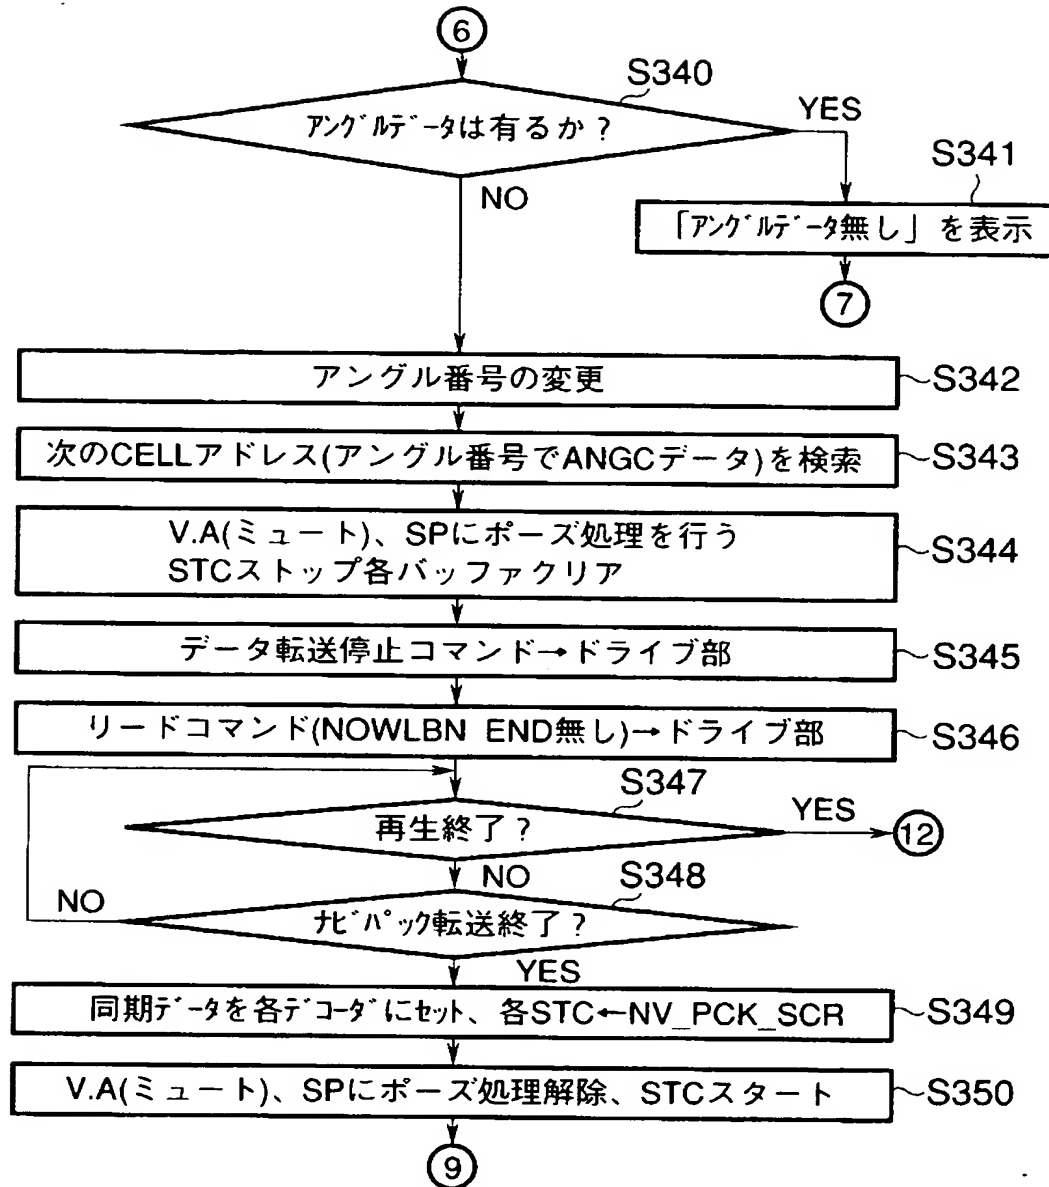 6
S340
アングルデータは有るか?
YES
NO
S341
「アングルデータ無し」を表示
7
アングル番号の変更
S342
次のCELLアドレス(アングル番号でANGCデータ)を検索
S343
V.A(ミュート)、SPにポーズ処理を行う
STCストップ各バッファクリア
S344
データ転送停止コマンド→ドライブ部
S345
リードコマンド(NOWLBN END無し)→ドライブ部
S346
S347
再生終了?
YES
12
NO
S348
NO
ナビパック転送終了?
YES
同期データを各デコーダにセット、各STC←NV_PCK_SCR
S349
V.A(ミュート)、SPにポーズ処理解除、STCスタート
S350
9